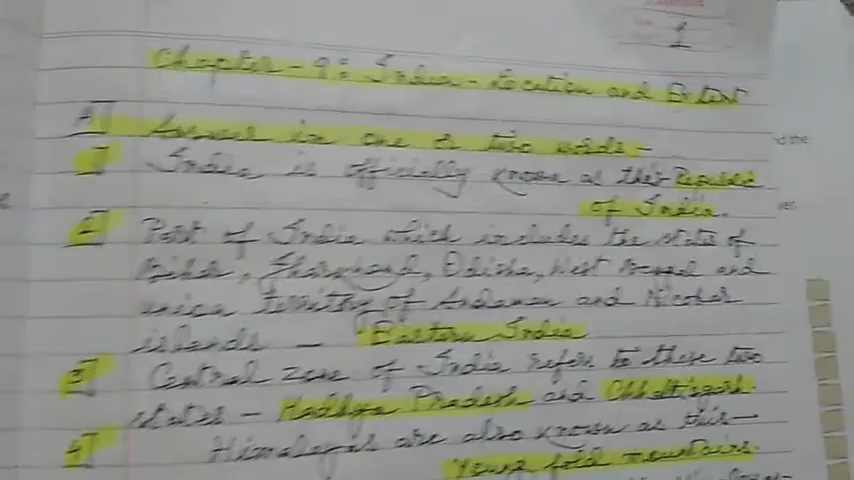 1
Chapter - 9: India - Location and Extent
A] Answer in one or two words:-
1] India is officially known as this- Republic
of India.
2] Part of India which includes the state of
Bihar, Jharkhand, Odisha, West Bengal and
union territory of Andaman and Nicobar
islands - Eastern India
3] Central zone of India refers to these two
states - Madhya Pradesh and Chhattisgarh.
4] Himalayas are also known as this-
Young fold mountains.